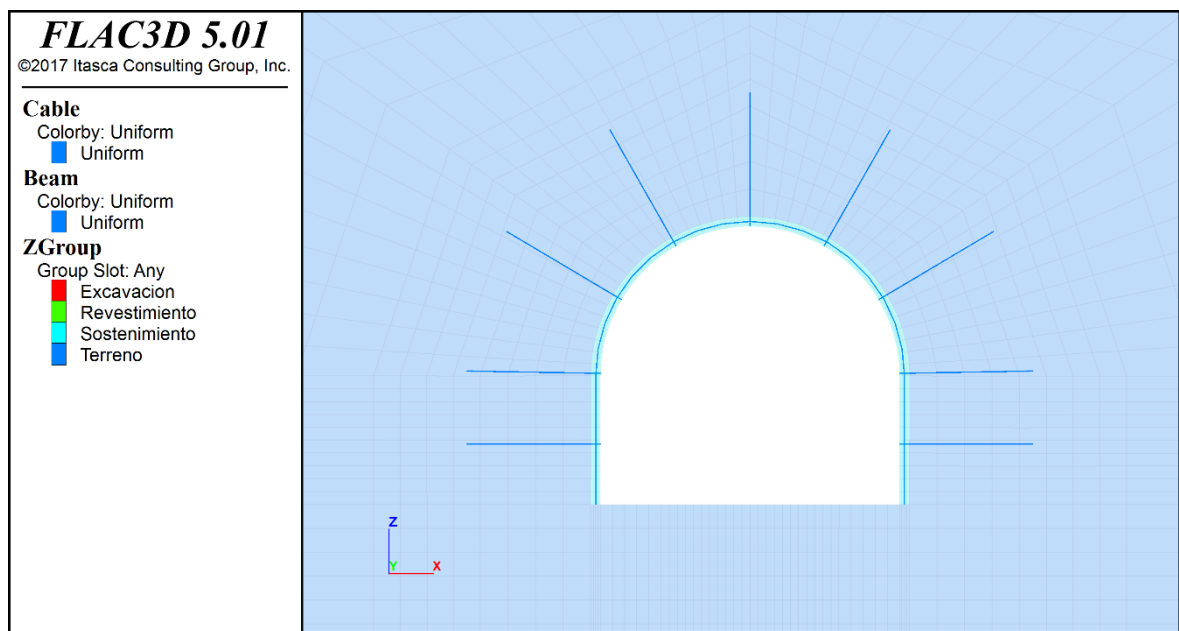 FLAC3D 5.01
©2017 Itasca Consulting Group, Inc.
Cable
Colorby: Uniform
Uniform
Beam
Colorby: Uniform
Uniform
ZGroup
Group Slot: Any
Excavacion
Revestimiento
Sostenimiento
Terreno
Z
Y
X